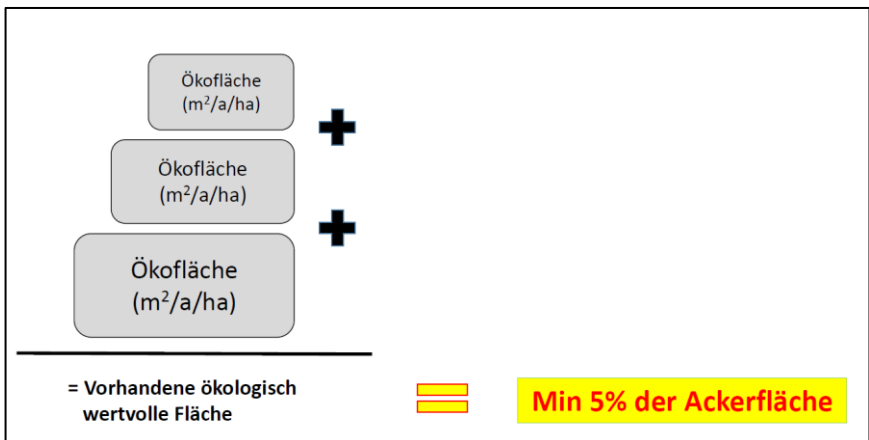 Ökofläche
(m²/a/ha)
Ökofläche
(m²/a/ha)
Ökofläche
(m²/a/ha)
= Vorhandene ökologisch
wertvolle Fläche
Min 5% der Ackerfläche